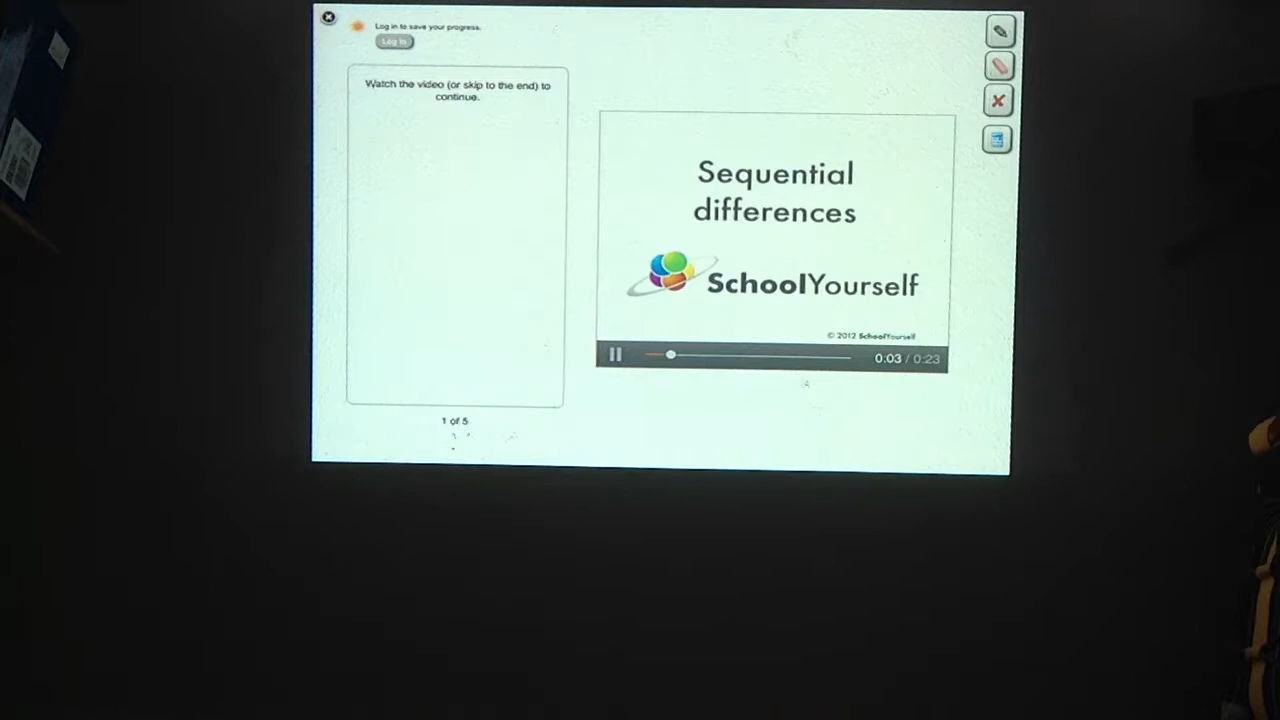 Log in to save your progress.
Log in
Watch the video (or skip to the end) to
continue.
Sequential
differences
SchoolYourself
© 2012 SchoolYourself
0:03 / 0:23
1 of 5